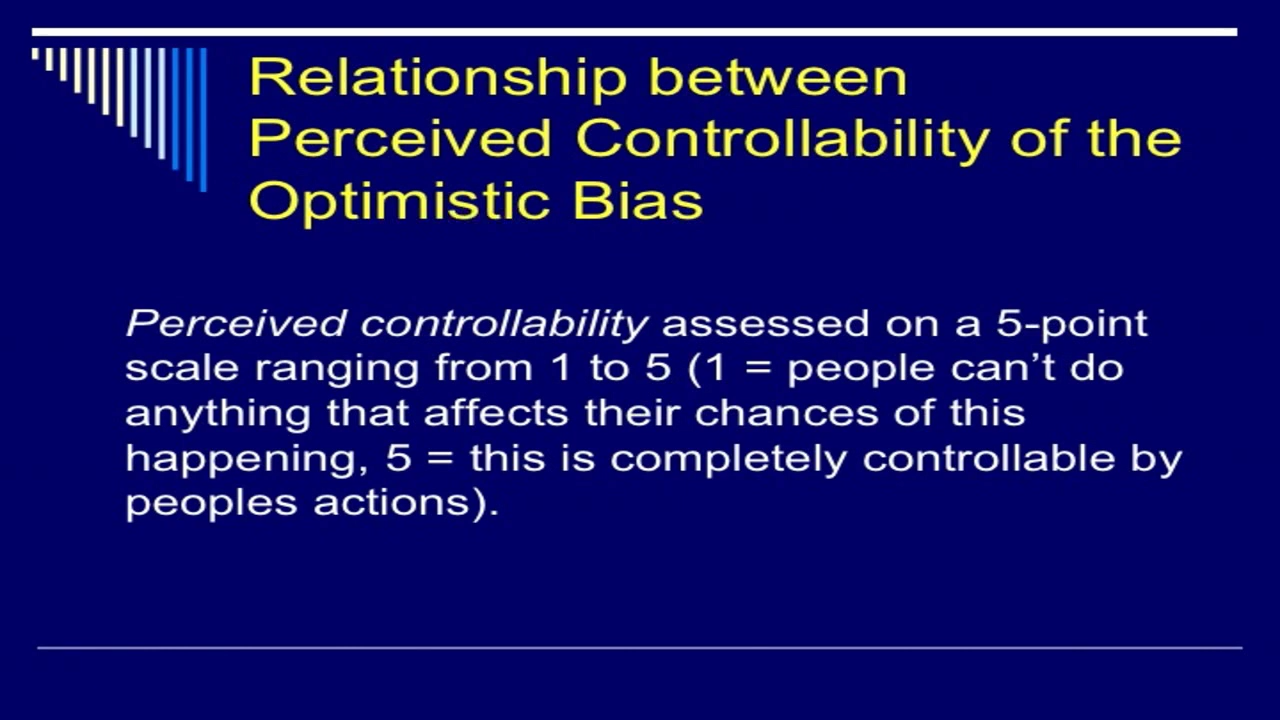 Relationship between
Perceived Controllability of the
Optimistic Bias
Perceived controllability assessed on a 5-point
scale ranging from 1 to 5 (1 = people can’t do
anything that affects their chances of this
happening, 5 = this is completely controllable by
peoples actions).